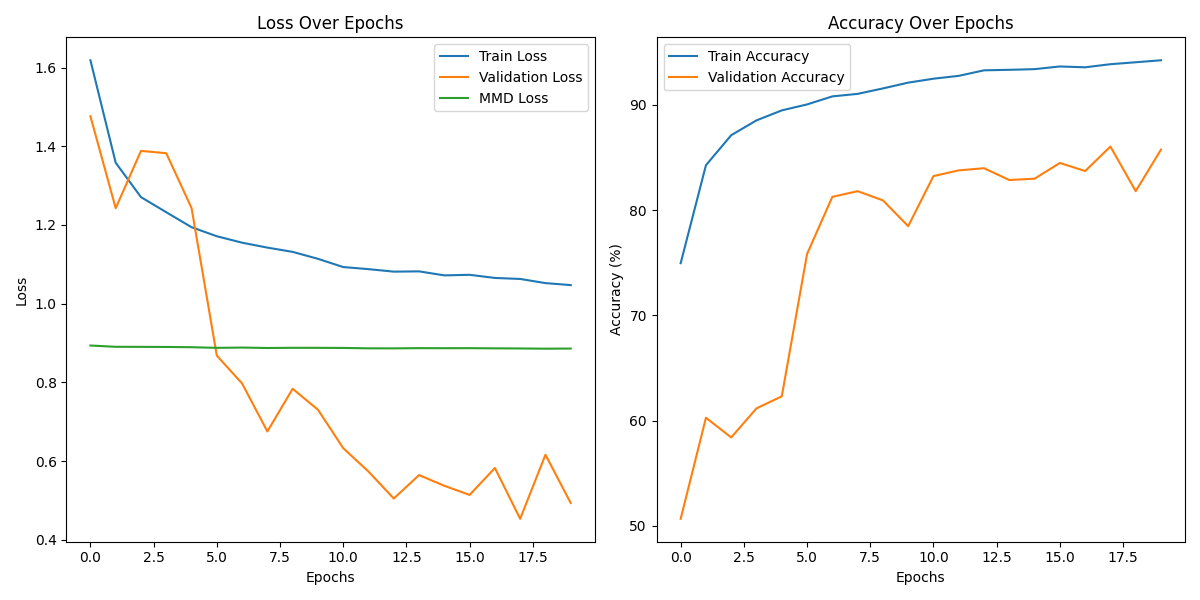 Loss Over Epochs
Train Loss
Validation Loss
MMD Loss
1.6
1.4
1.2
1.0
0.8
0.6
0.4
Loss
0.0 2.5 5.0 7.5 10.0 12.5 15.0 17.5
Epochs
Accuracy Over Epochs
Train Accuracy
Validation Accuracy
90
80
70
60
50
Accuracy (%)
0.0 2.5 5.0 7.5 10.0 12.5 15.0 17.5
Epochs